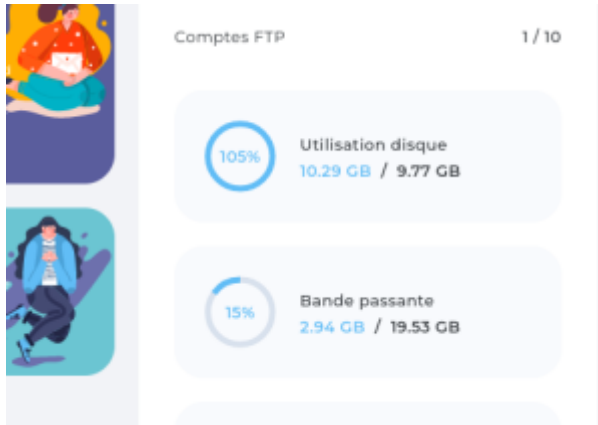 Comptes FTP 1 / 10
105%
Utilisation disque
10.29 GB / 9.77 GB
15%
Bande passante
2.94 GB / 19.53 GB